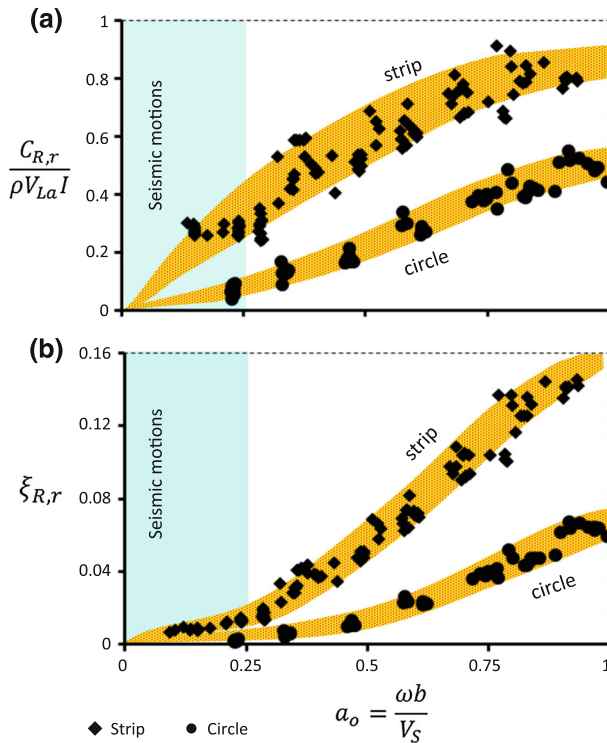 (a)
1
0.8
0.6
0.4
0.2
0
C_{R,r}
ρV_{La}I
Seismic motions
strip
circle
(b)
0.16
0.12
0.08
0.04
0
ξ_{R,r}
Seismic motions
strip
circle
0 0.25 0.5 0.75 1
Strip Circle
a_o = ωb / V_S